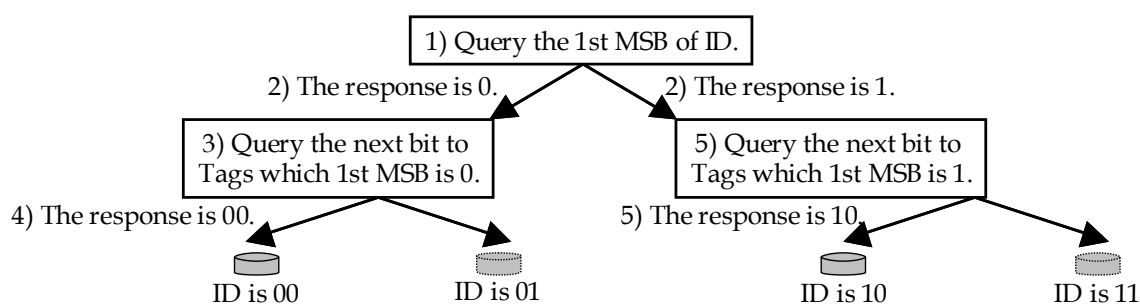 1) Query the 1st MSB of ID.
2) The response is 0.
2) The response is 1.
3) Query the next bit to
Tags which 1st MSB is 0.
5) Query the next bit to
Tags which 1st MSB is 1.
4) The response is 00.
5) The response is 10.
ID is 00
ID is 01
ID is 10
ID is 11